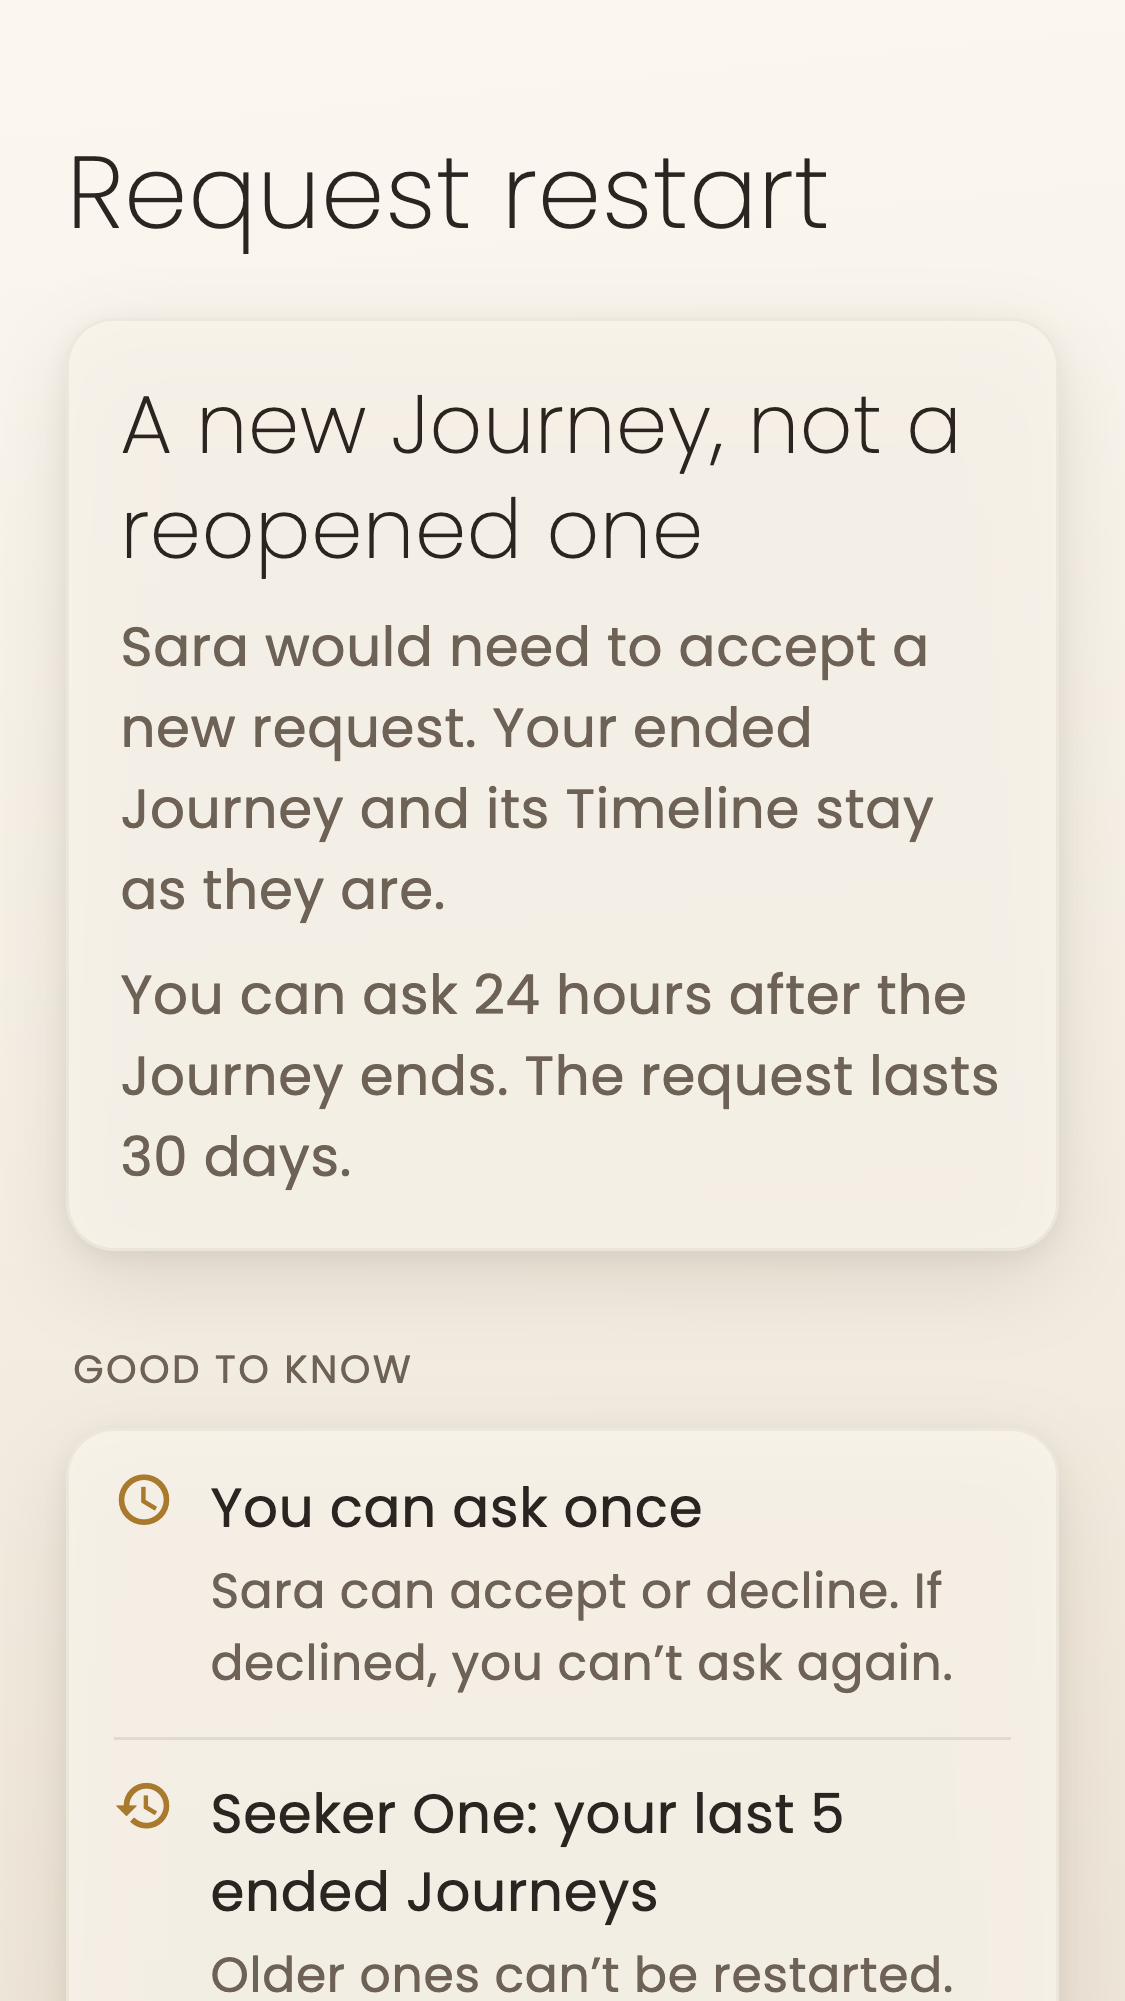 Request restart
A new Journey, not a
reopened one
Sara would need to accept a
new request. Your ended
Journey and its Timeline stay
as they are.
You can ask 24 hours after the
Journey ends. The request lasts
30 days.
GOOD TO KNOW
You can ask once
Sara can accept or decline. If
declined, you can’t ask again.
Seeker One: your last 5
ended Journeys
Older ones can’t be restarted.